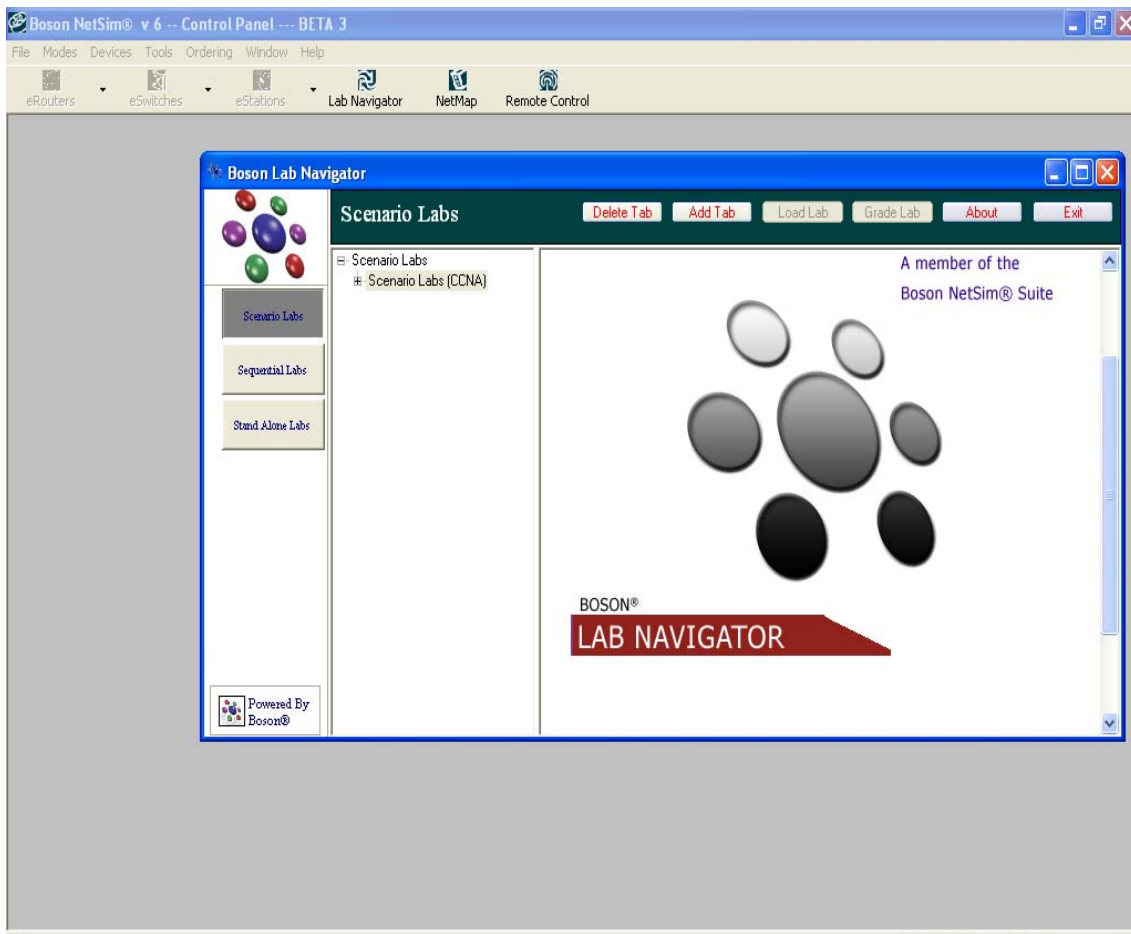 Boson NetSim® v 6 -- Control Panel --- BETA 3
File Modes Devices Tools Ordering Window Help
eRouters eSwitches eStations Lab Navigator NetMap Remote Control
Boson Lab Navigator
Scenario Labs
Delete Tab Add Tab Load Lab Grade Lab About Exit
Scenario Labs
Sequential Labs
Stand Alone Labs
Powered By
Boson®
Scenario Labs
Scenario Labs (CCNA)
A member of the
Boson NetSim® Suite
BOSON®
LAB NAVIGATOR